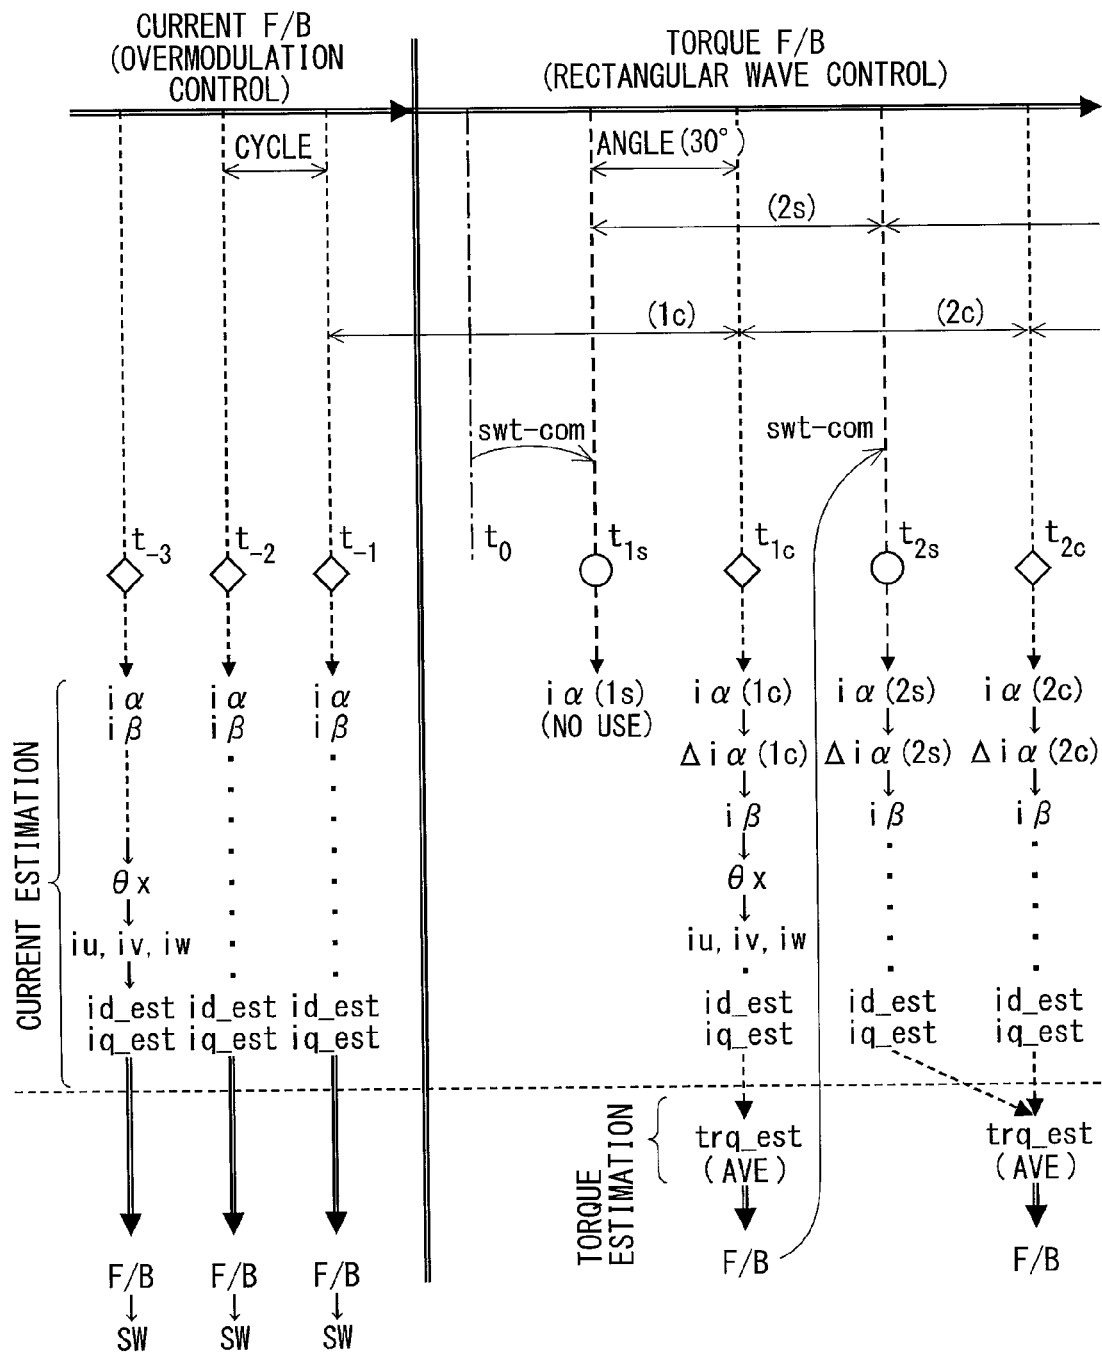 CURRENT F/B
(OVERMODULATION
CONTROL)
TORQUE F/B
(RECTANGULAR WAVE CONTROL)
CYCLE
ANGLE(30°)
(2s)
(1c)
(2c)
swt-com
swt-com
t-3
t-2
t-1
t0
t1s
t1c
t2s
t2c
CURRENT ESTIMATION
iα
iβ
θx
iu, iv, iw
id_est
iq_est
F/B
SW
iα
iβ
id_est
iq_est
F/B
SW
iα
iβ
id_est
iq_est
F/B
SW
iα(1s)
(NO USE)
iα(1c)
Δiα(1c)
iβ
θx
iu, iv, iw
id_est
iq_est
TORQUE
ESTIMATION
trq_est
(AVE)
F/B
iα(2s)
Δiα(2s)
iβ
id_est
iq_est
iα(2c)
Δiα(2c)
iβ
id_est
iq_est
trq_est
(AVE)
F/B